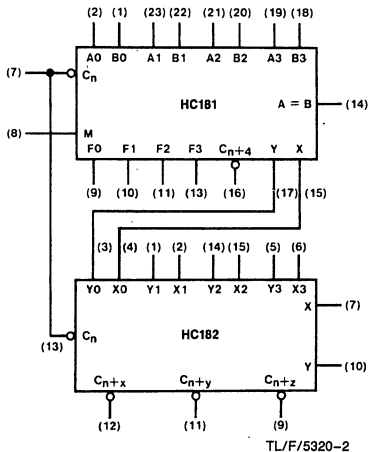 (2) (1) (23) (22) (21) (20) (19) (18)
A0 B0 A1 B1 A2 B2 A3 B3
(7) Cn
HC181 A = B (14)
(8) M
F0 F1 F2 F3 Cn+4 Y X
(9) (10) (11) (13) (16) (17) (15)
(3) (4) (1) (2) (14) (15) (5) (6)
Y0 X0 Y1 X1 Y2 X2 Y3 X3
X (7)
(13) Cn HC182
Y (10)
Cn+x Cn+y Cn+z
(12) (11) (9)
TL/F/5320-2